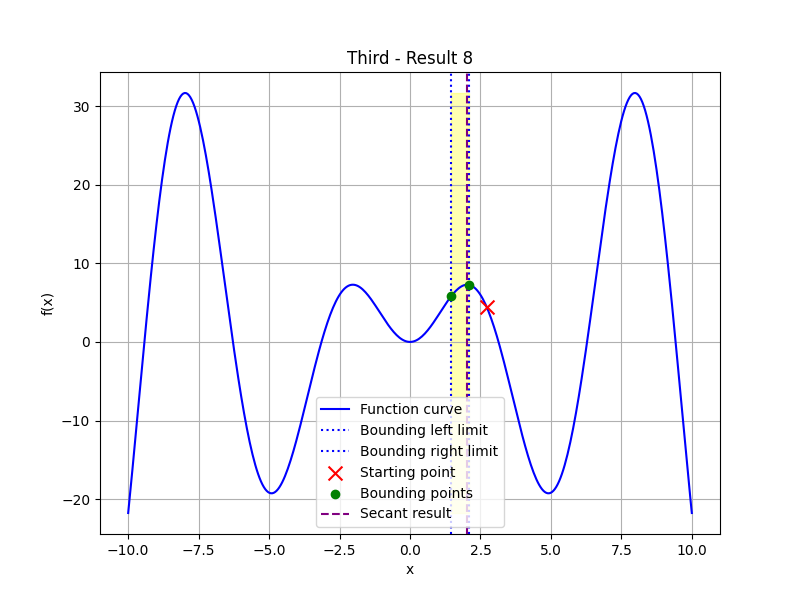 Third - Result 8
f(x)
30
20
10
0
−10
−20
Function curve
Bounding left limit
Bounding right limit
Starting point
Bounding points
Secant result
−10.0 −7.5 −5.0 −2.5 0.0 2.5 5.0 7.5 10.0
x